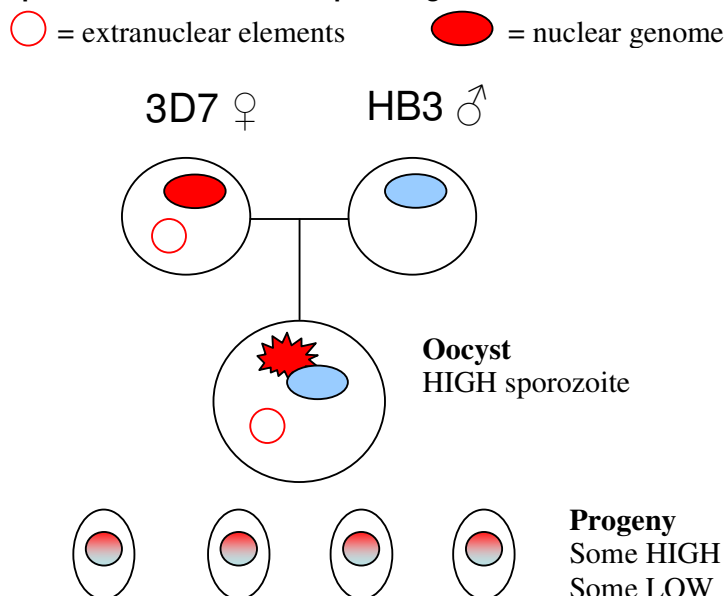 = extranuclear elements = nuclear genome
3D7 ♀ HB3 ♂
Oocyst
HIGH sporozoite
Progeny
Some HIGH
Some LOW